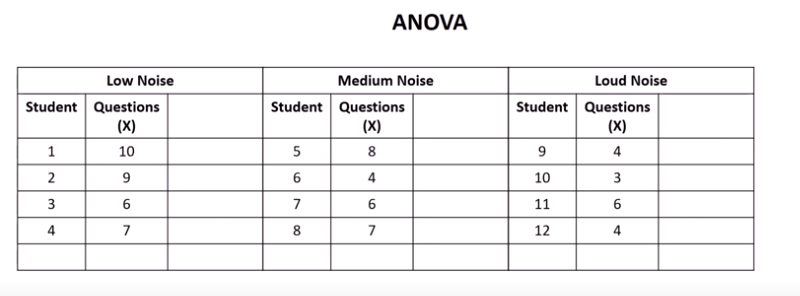 ANOVA
Low Noise Medium Noise Loud Noise
Student Questions Student Questions Student Questions
(X) (X) (X)
1 10 5 8 9 4
2 9 6 4 10 3
3 6 7 6 11 6
4 7 8 7 12 4